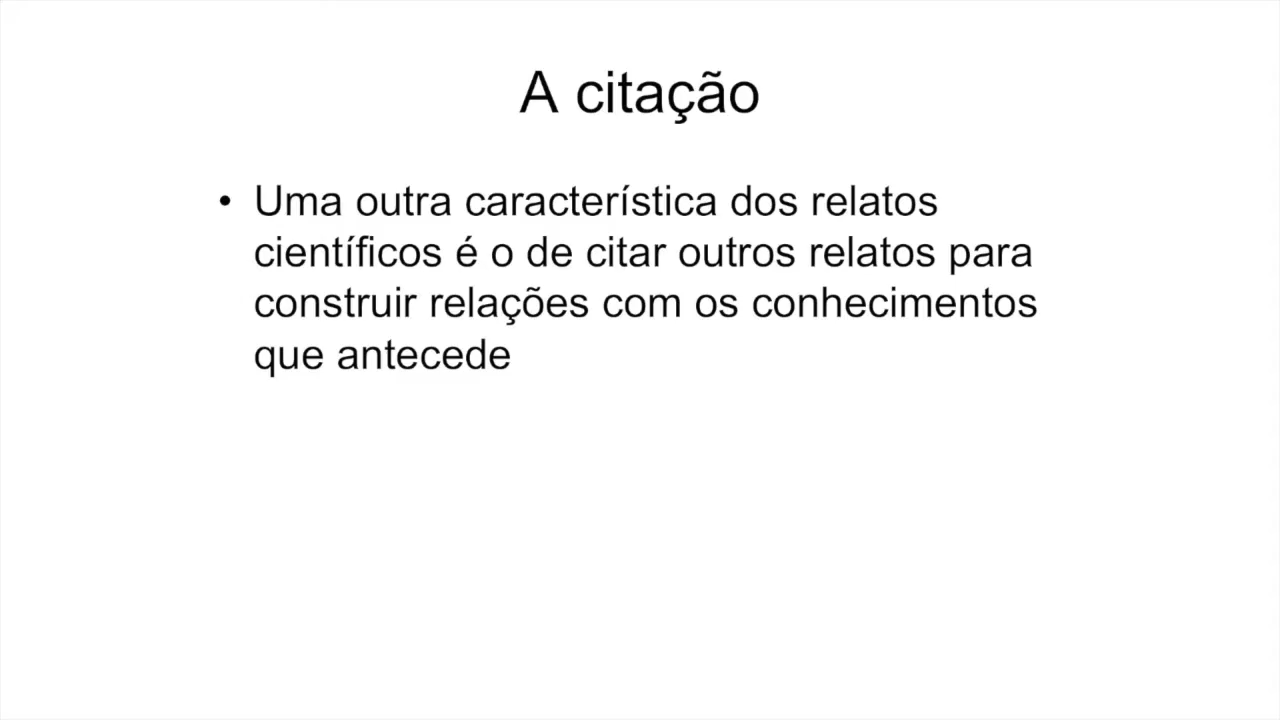 A citação
• Uma outra característica dos relatos
científicos é o de citar outros relatos para
construir relações com os conhecimentos
que antecede